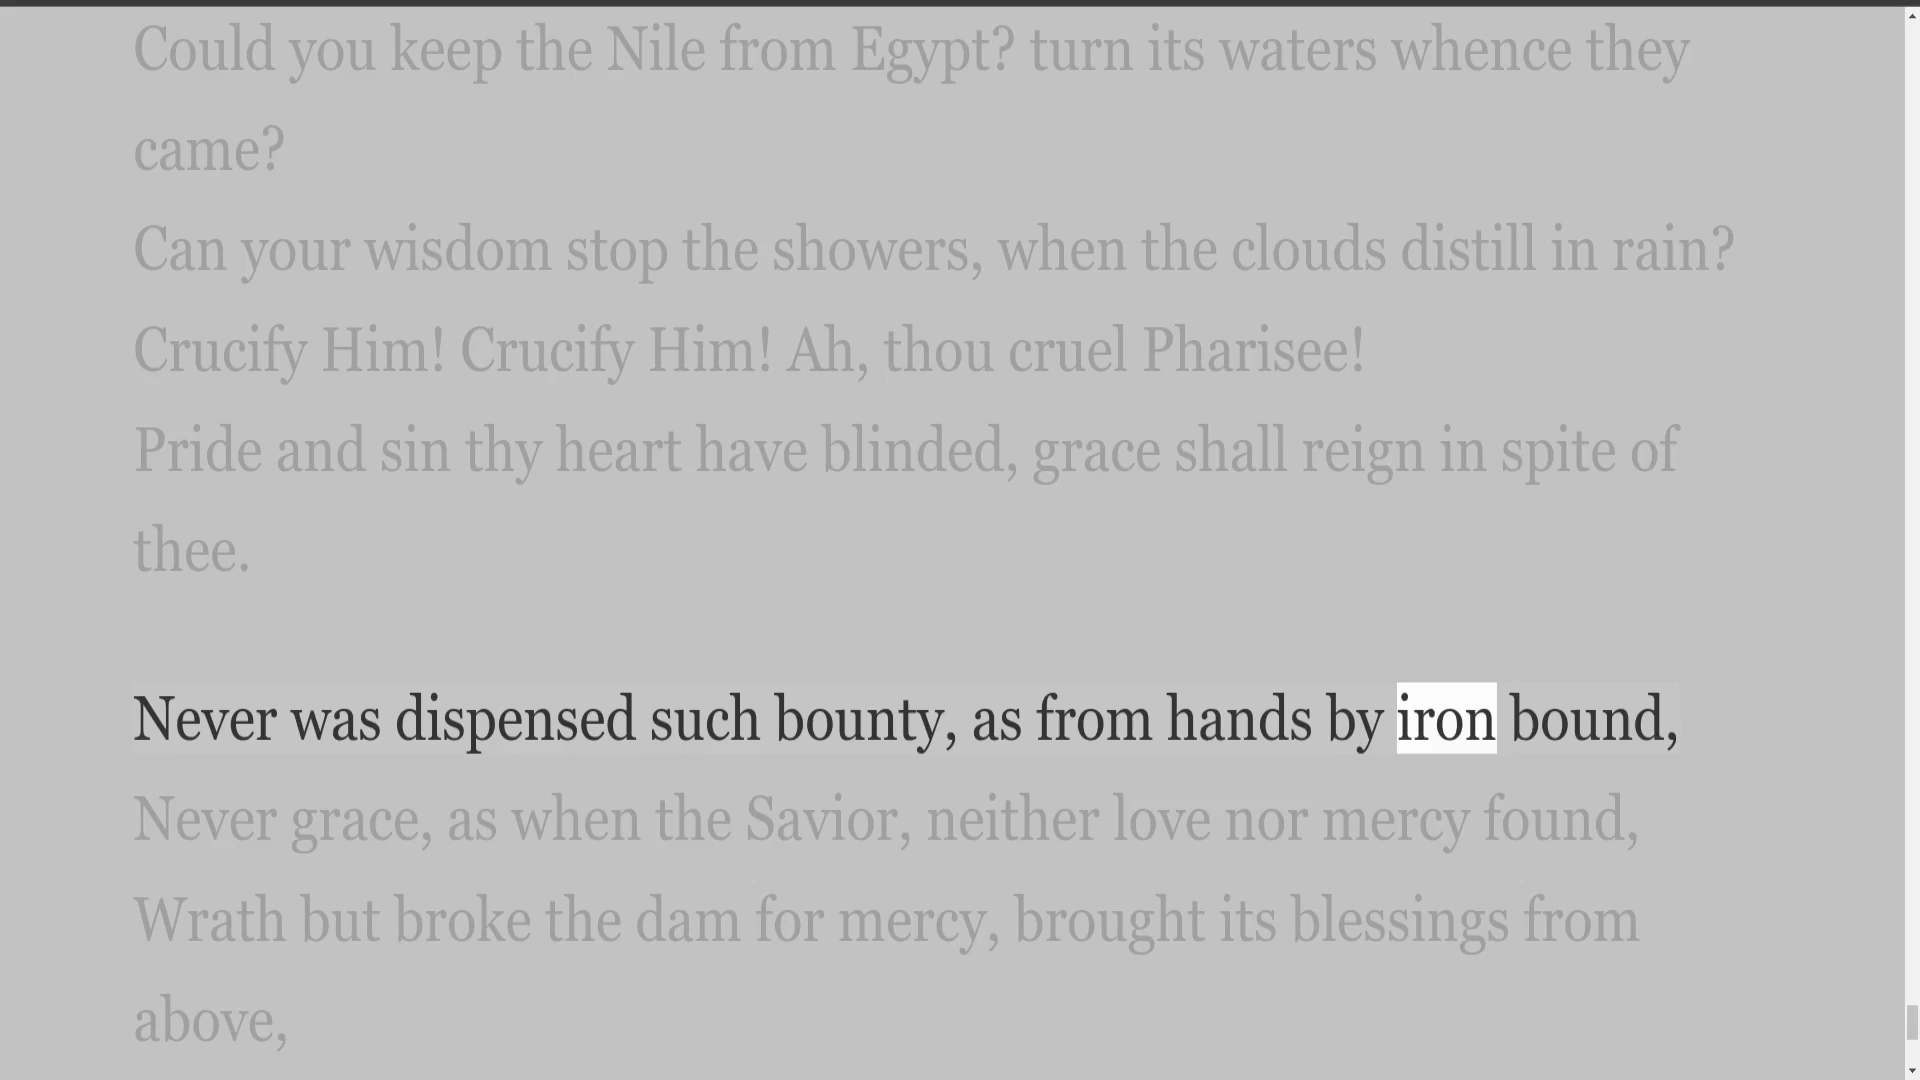 Could you keep the Nile from Egypt? turn its waters whence they
came?
Can your wisdom stop the showers, when the clouds distill in rain?
Crucify Him! Crucify Him! Ah, thou cruel Pharisee!
Pride and sin thy heart have blinded, grace shall reign in spite of
thee.
Never was dispensed such bounty, as from hands by iron bound,
Never grace, as when the Savior, neither love nor mercy found,
Wrath but broke the dam for mercy, brought its blessings from
above,